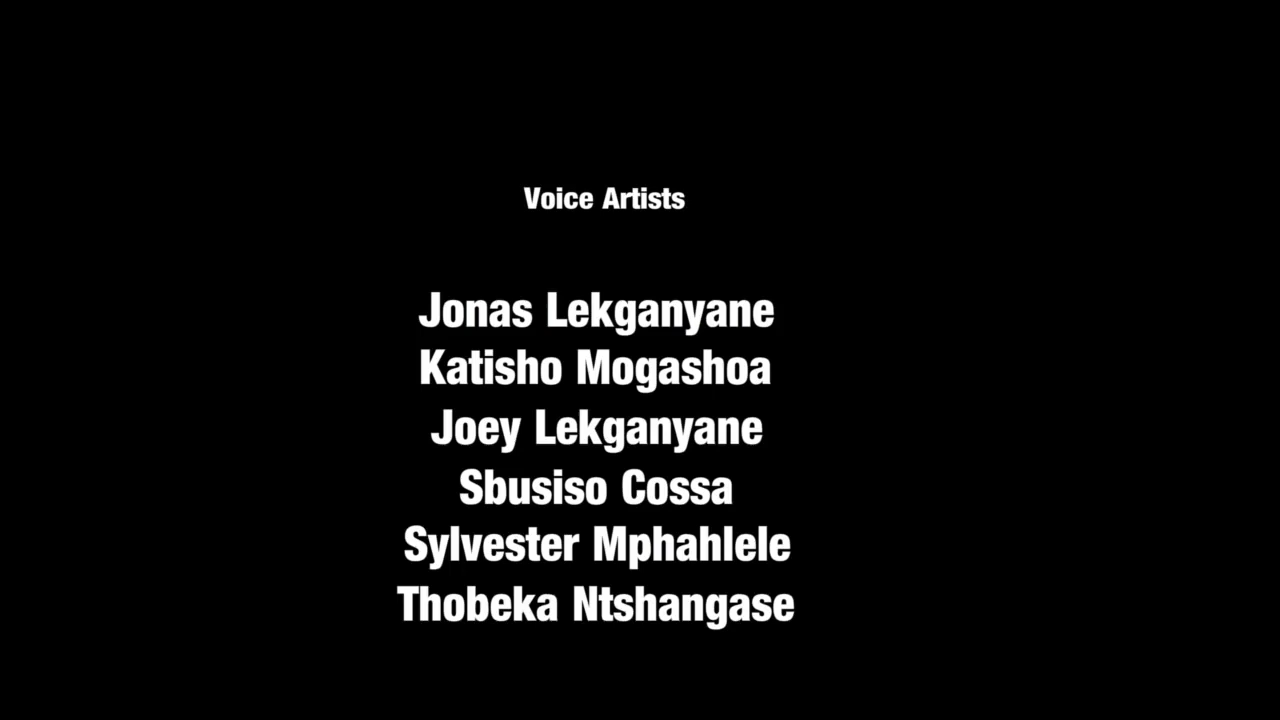 Voice Artists
Jonas Lekganyane
Katisho Mogashoa
Joey Lekganyane
Sbusiso Cossa
Sylvester Mphahlele
Thobeka Ntshangase